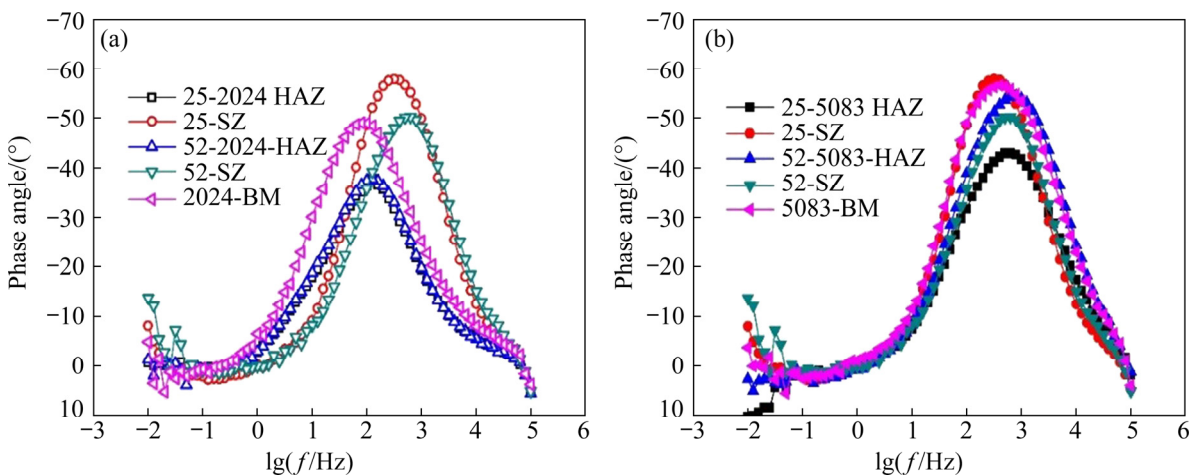 (a)
25-2024 HAZ
25-SZ
52-2024-HAZ
52-SZ
2024-BM
Phase angle/(°)
−70
−60
−50
−40
−30
−20
−10
0
10
−3 −2 −1 0 1 2 3 4 5 6
lg(f/Hz)
(b)
25-5083 HAZ
25-SZ
52-5083-HAZ
52-SZ
5083-BM
Phase angle/(°)
−70
−60
−50
−40
−30
−20
−10
0
10
−3 −2 −1 0 1 2 3 4 5 6
lg(f/Hz)